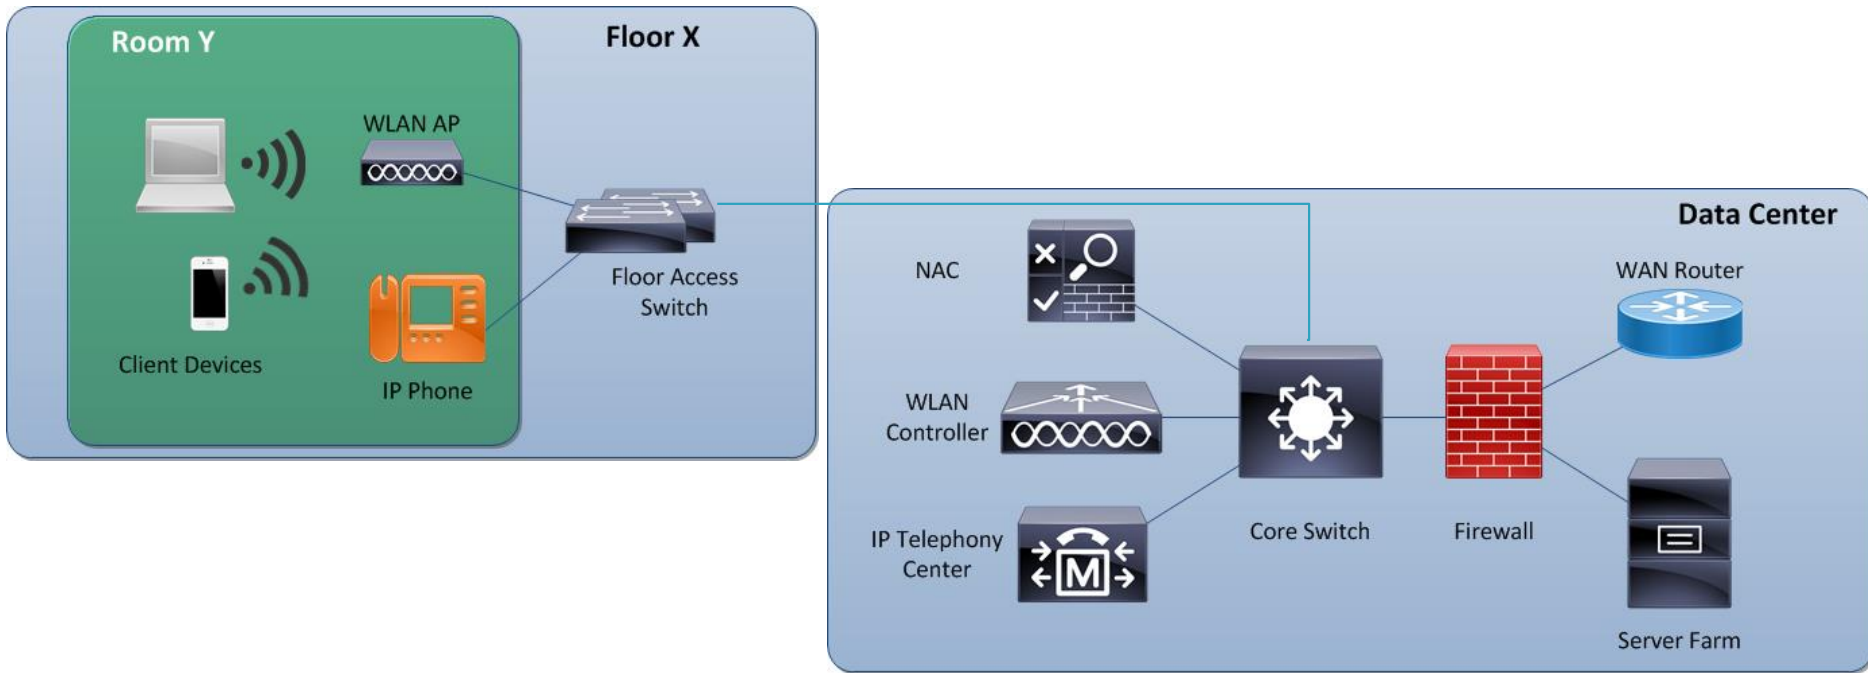 Room Y
Floor X
WLAN AP
Client Devices
IP Phone
Floor Access
Switch
Data Center
NAC
WLAN
Controller
IP Telephony
Center
M
Core Switch
Firewall
WAN Router
Server Farm